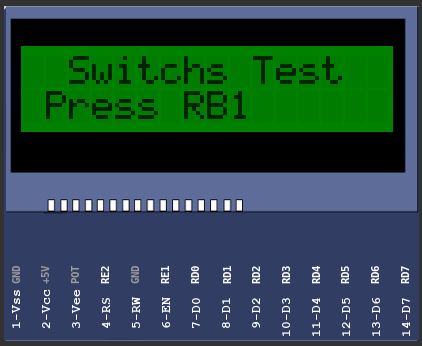 Switchs Test
Press RB1
1-Vss GND
2-Vcc +5V
3-Vee POT
4-RS RE2
5-RW GND
6-EN RE1
7-D0 RD0
8-D1 RD1
9-D2 RD2
10-D3 RD3
11-D4 RD4
12-D5 RD5
13-D6 RD6
14-D7 RD7